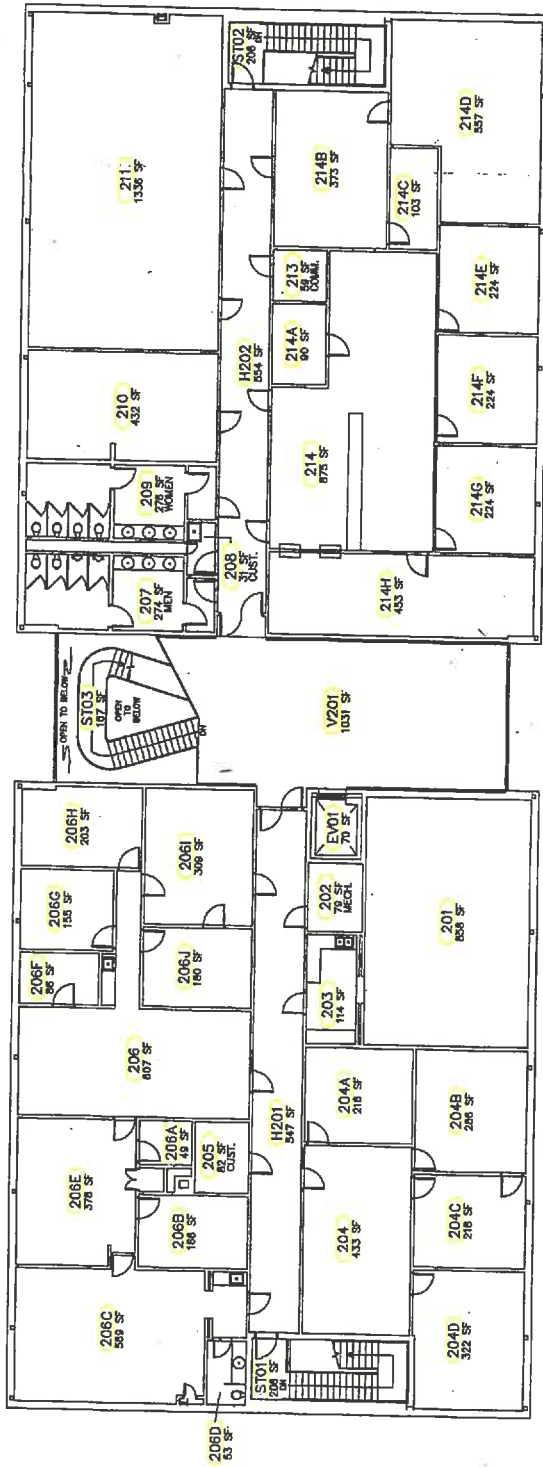 ST02
206 SF
DN
211
1336 SF
214D
557 SF
214B
373 SF
214C
103 SF
213
59 SF
COMM.
214E
224 SF
214A
90 SF
H202
554 SF
210
432 SF
214F
224 SF
214
875 SF
209
276 SF
WOMEN
214G
224 SF
208
31 SF
CUST.
207
274 SF
MEN
214H
453 SF
OPEN TO BELOW
ST03
187 SF
OPEN
TO
BELOW
DN
V201
1031 SF
206H
203 SF
206I
309 SF
EV01
70 SF
206G
155 SF
202
79 SF
MECH.
201
858 SF
206F
86 SF
206J
180 SF
203
114 SF
206
807 SF
204A
216 SF
204B
286 SF
H201
547 SF
206A
49 SF
205
82 SF
CUST.
206E
378 SF
206B
186 SF
204
433 SF
204C
216 SF
206C
569 SF
204D
322 SF
ST01
206 SF
DN
206D
53 SF